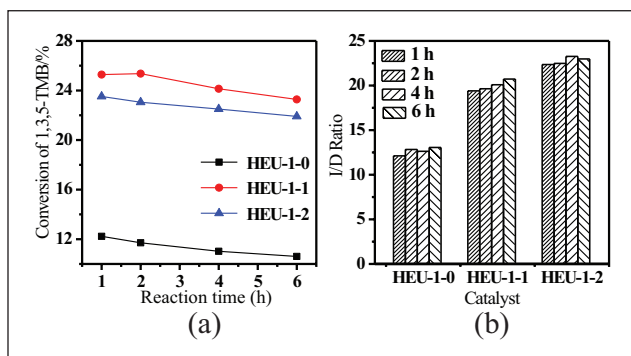 Conversion of 1,3,5-TMB/%
28
24
20
16
12
HEU-1-0
HEU-1-1
HEU-1-2
1 2 3 4 5 6
Reaction time (h)
(a)
I/D Ratio
25
20
15
10
5
0
1 h
2 h
4 h
6 h
HEU-1-0 HEU-1-1 HEU-1-2
Catalyst
(b)